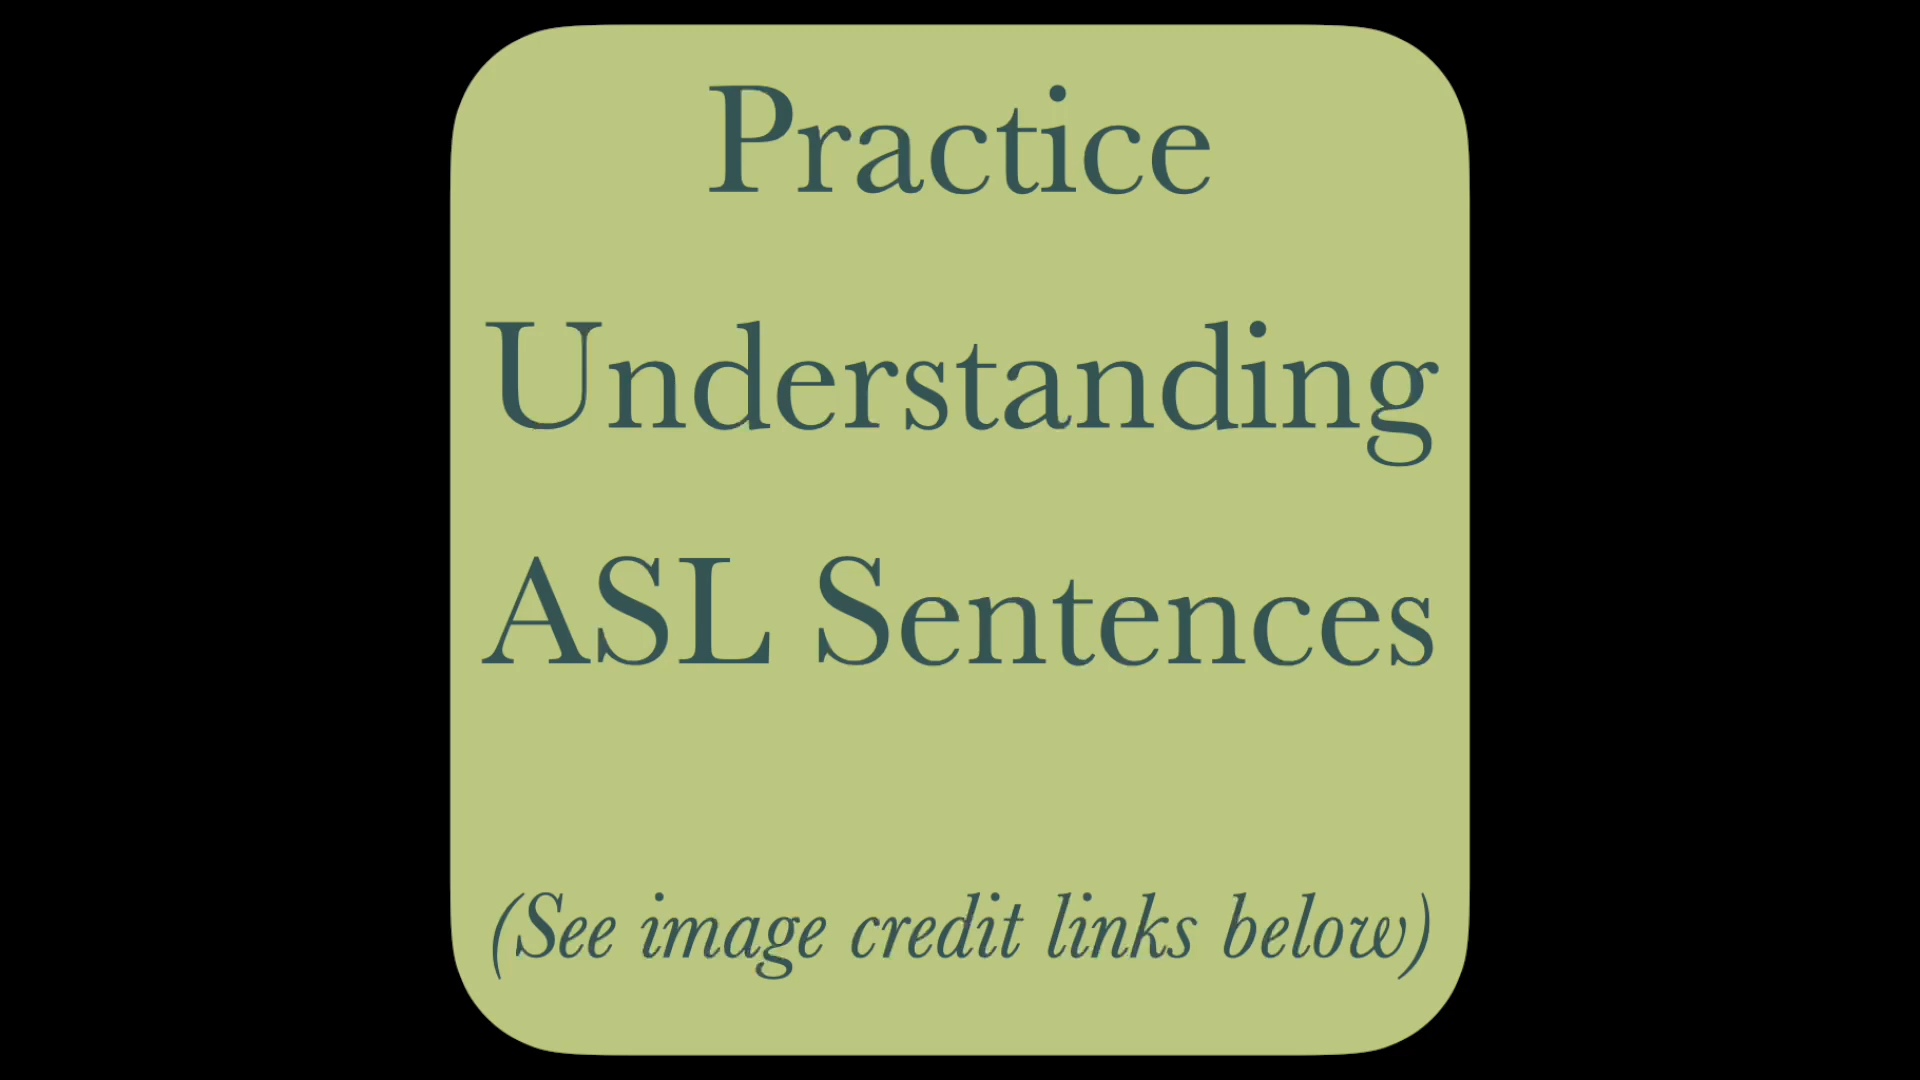 Practice
Understanding
ASL Sentences
(See image credit links below)